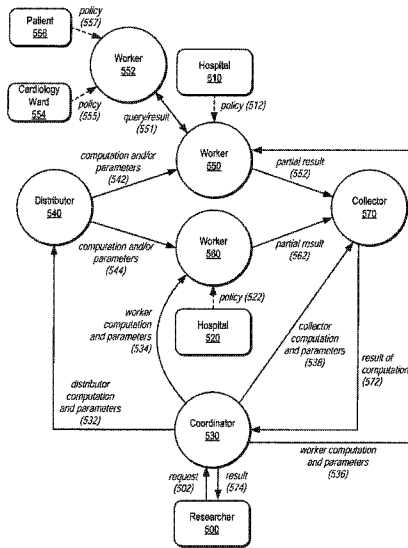 Patient
556
policy
(557)
Worker
552
Hospital
510
Cardiology
Ward
554
policy
(555)
policy (512)
query/result
(551)
computation and/or
parameters
(542)
Worker
550
partial result
(552)
Distributor
540
Collector
570
computation and/or
parameters
(544)
Worker
560
partial result
(562)
policy (522)
worker
computation
and parameters
(534)
Hospital
520
collector
computation
and parameters
(538)
result of
computation
(572)
distributor
computation
and parameters
(532)
Coordinator
530
worker computation
and parameters
(536)
request
(502)
result
(574)
Researcher
500